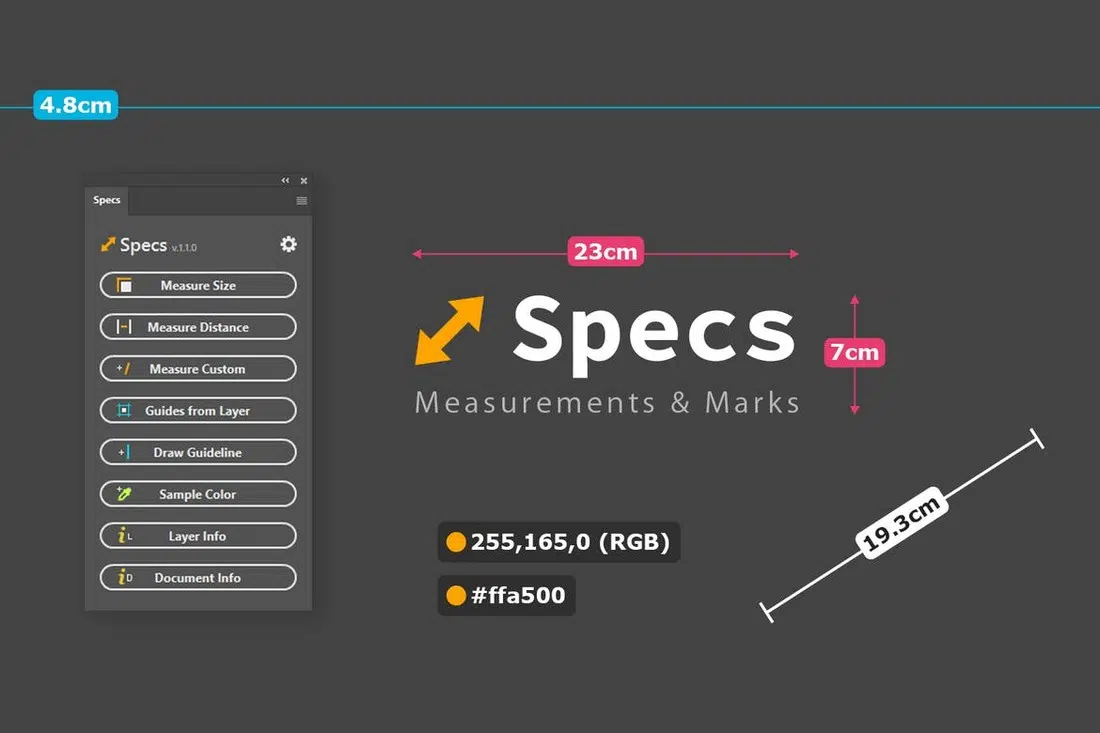 4.8cm
Specs
Specs v.1.1.0
Measure Size
Measure Distance
Measure Custom
Guides from Layer
Draw Guideline
Sample Color
L Layer Info
D Document Info
23cm
Specs
7cm
Measurements & Marks
19.3cm
255,165,0 (RGB)
#ffa500